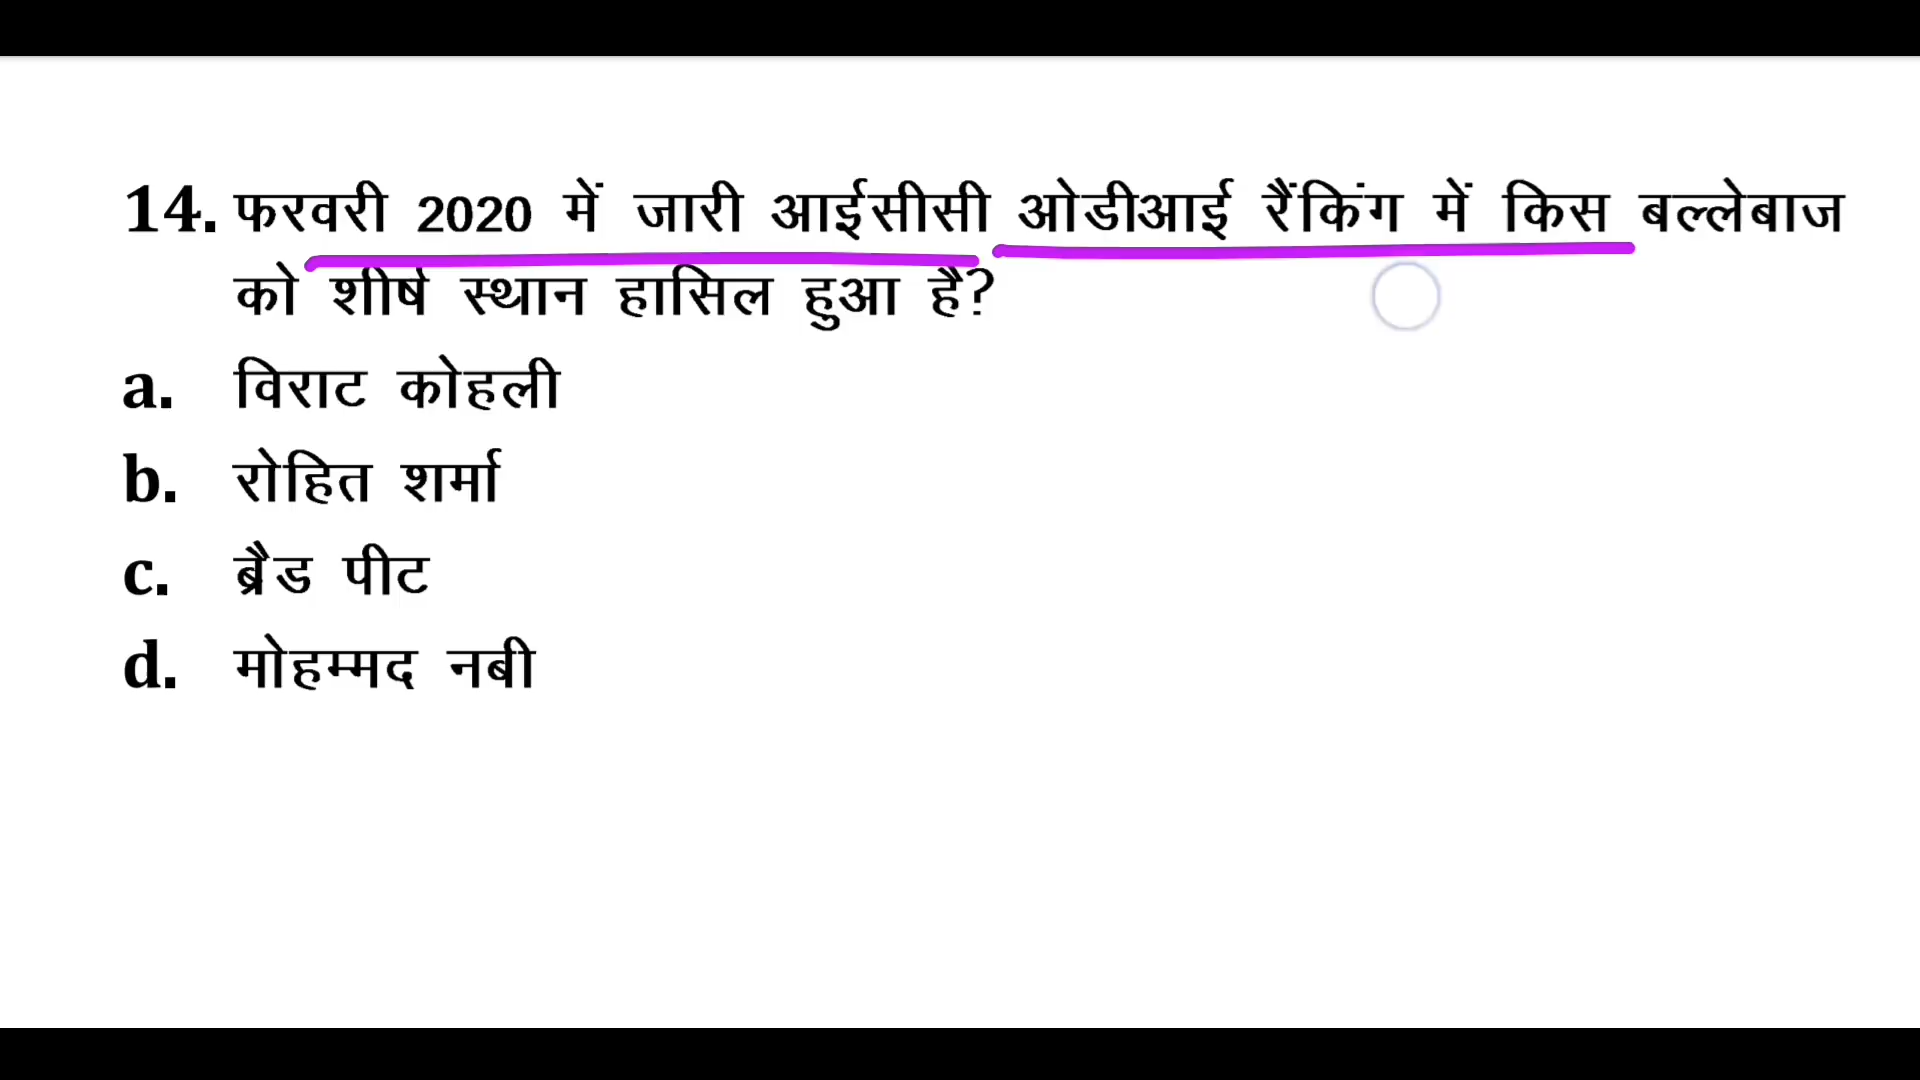 14. फरवरी 2020 में जारी आईसीसी ओडीआई रैंकिंग में किस बल्लेबाज
को शीर्ष स्थान हासिल हुआ है?
a. विराट कोहली
b. रोहित शर्मा
c. ब्रैड पीट
d. मोहम्मद नबी